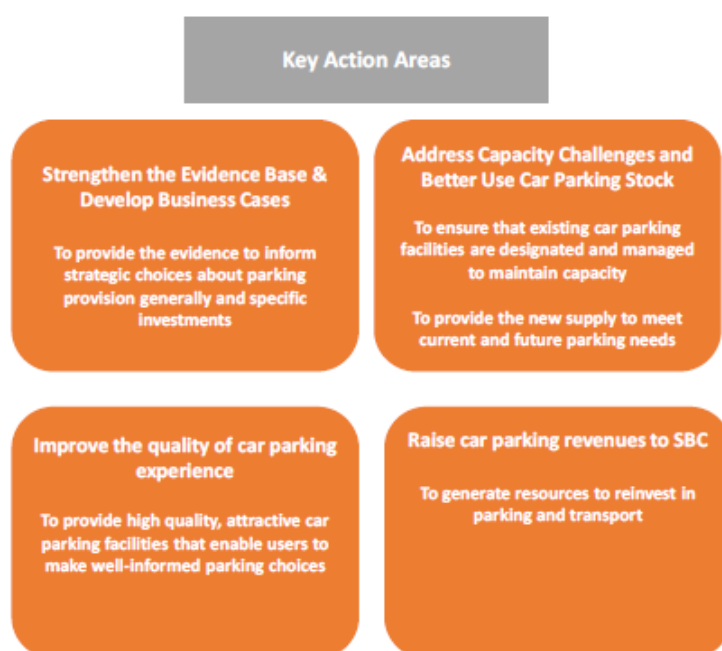 Key Action Areas
Strengthen the Evidence Base &
Develop Business Cases
To provide the evidence to inform
strategic choices about parking
provision generally and specific
investments
Address Capacity Challenges and
Better Use Car Parking Stock
To ensure that existing car parking
facilities are designated and managed
to maintain capacity
To provide the new supply to meet
current and future parking needs
Improve the quality of car parking
experience
To provide high quality, attractive car
parking facilities that enable users to
make well-informed parking choices
Raise car parking revenues to SBC
To generate resources to reinvest in
parking and transport